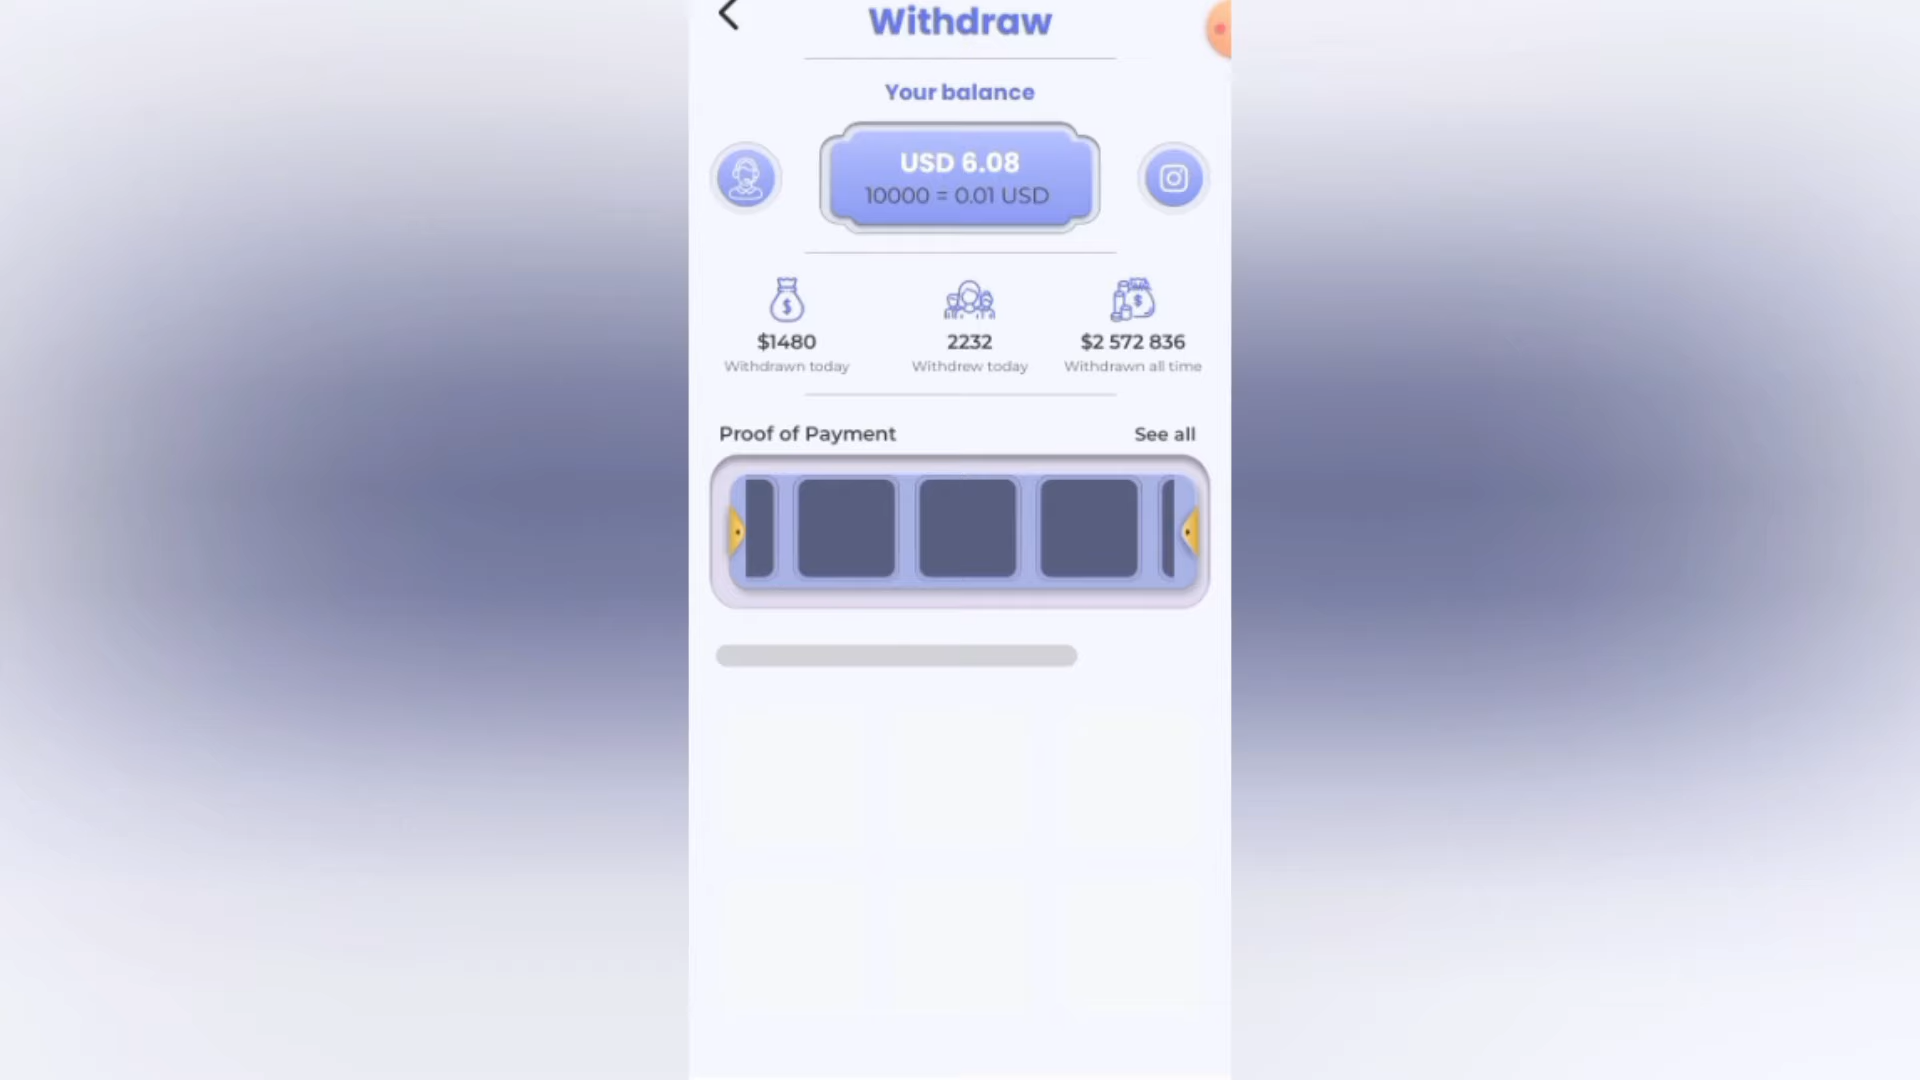 Withdraw
Your balance
USD 6.08
10000 = 0.01 USD
$1480
Withdrawn today
2232
Withdrew today
$2 572 836
Withdrawn all time
Proof of Payment
See all